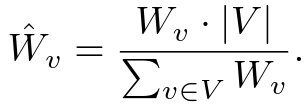 \hat{W}_v = \frac{W_v \cdot |V|}{\sum_{v \in V} W_v}.